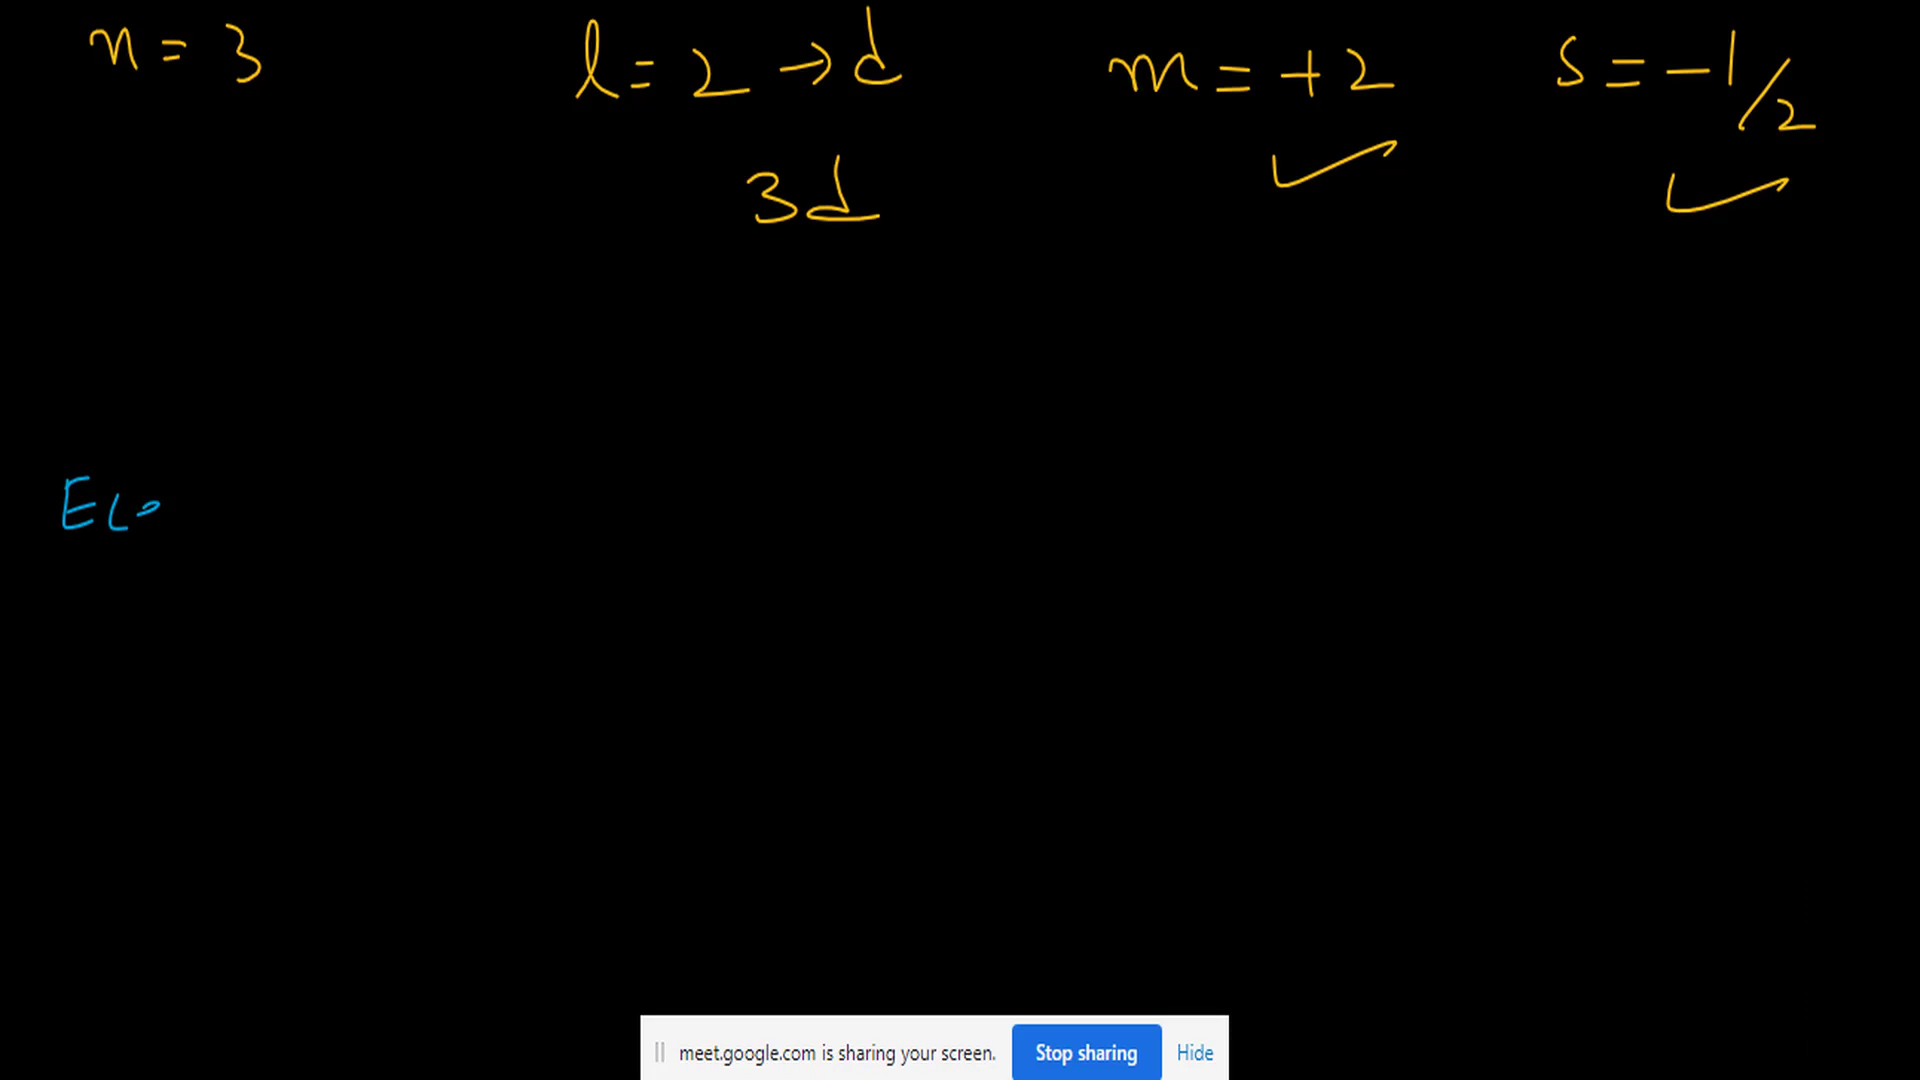 n = 3 l = 2 → d m = +2 s = -1/2
3d
meet.google.com is sharing your screen. Stop sharing Hide